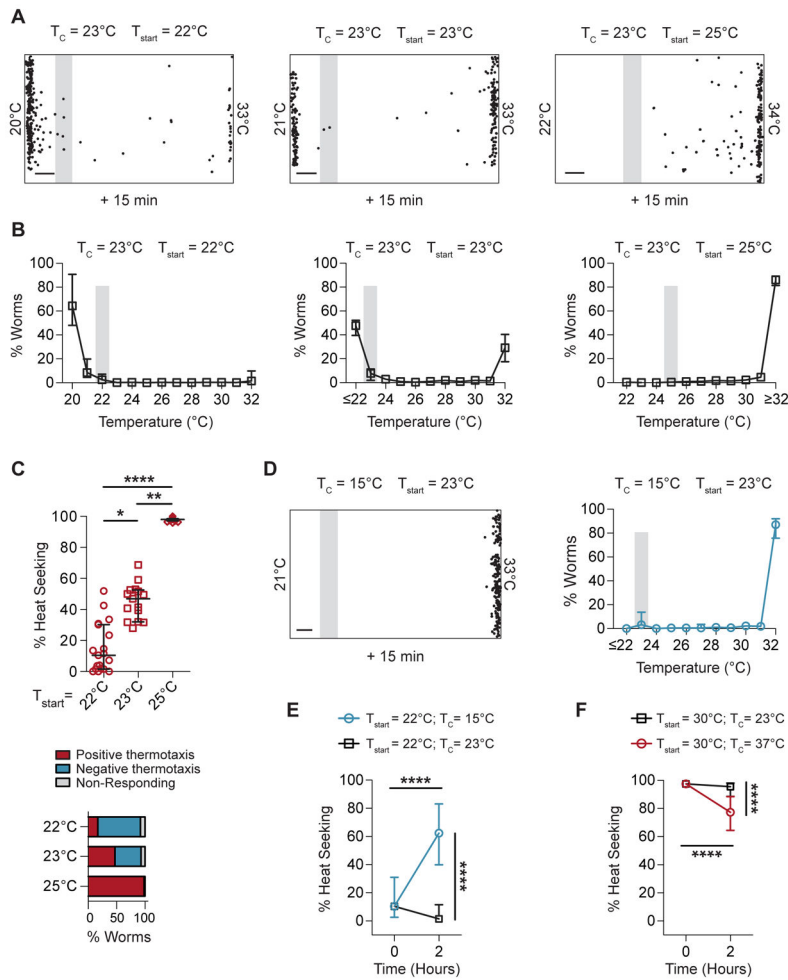 A
T_C = 23°C T_start = 22°C
T_C = 23°C T_start = 23°C
T_C = 23°C T_start = 25°C
20°C
33°C
21°C
33°C
22°C
34°C
+ 15 min
+ 15 min
+ 15 min
B
T_C = 23°C T_start = 22°C
T_C = 23°C T_start = 23°C
T_C = 23°C T_start = 25°C
% Worms
100
80
60
40
20
0
20 22 24 26 28 30 32
Temperature (°C)
% Worms
100
80
60
40
20
0
≤22 24 26 28 30 32
Temperature (°C)
% Worms
100
80
60
40
20
0
22 24 26 28 30 ≥32
Temperature (°C)
C
****
**
*
% Heat Seeking
100
80
60
40
20
0
T_start = 22°C 23°C 25°C
Positive thermotaxis
Negative thermotaxis
Non-Responding
22°C
23°C
25°C
0 50 100
% Worms
D
T_C = 15°C T_start = 23°C
21°C
33°C
+ 15 min
T_C = 15°C T_start = 23°C
% Worms
100
80
60
40
20
0
≤22 24 26 28 30 32
Temperature (°C)
E
T_start = 22°C; T_C = 15°C
T_start = 22°C; T_C = 23°C
****
****
% Heat Seeking
100
80
60
40
20
0
0 2
Time (Hours)
F
T_start = 30°C; T_C = 23°C
T_start = 30°C; T_C = 37°C
****
****
% Heat Seeking
100
80
60
40
20
0
0 2
Time (Hours)